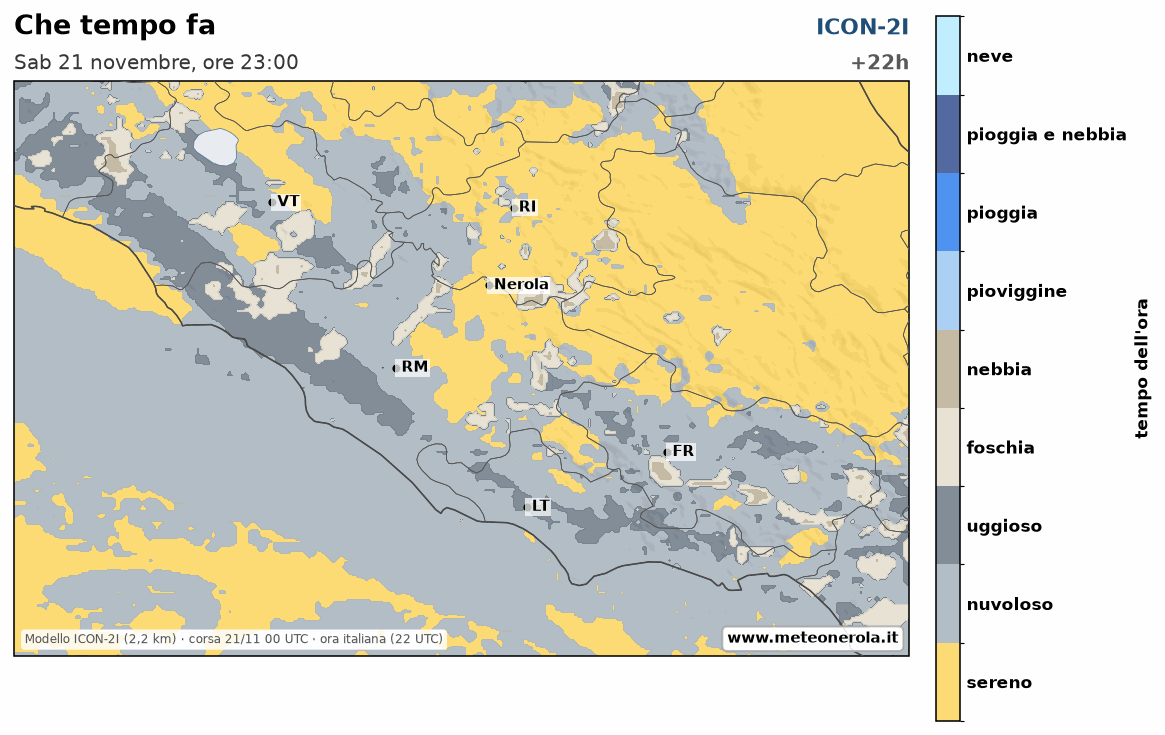 Che tempo fa
ICON-2I
Sab 21 novembre, ore 23:00
+22h
VT
RI
Nerola
RM
FR
LT
Modello ICON-2I (2,2 km) · corsa 21/11 00 UTC · ora italiana (22 UTC)
www.meteonerola.it
neve
pioggia e nebbia
pioggia
pioviggine
nebbia
foschia
uggioso
nuvoloso
sereno
tempo dell'ora